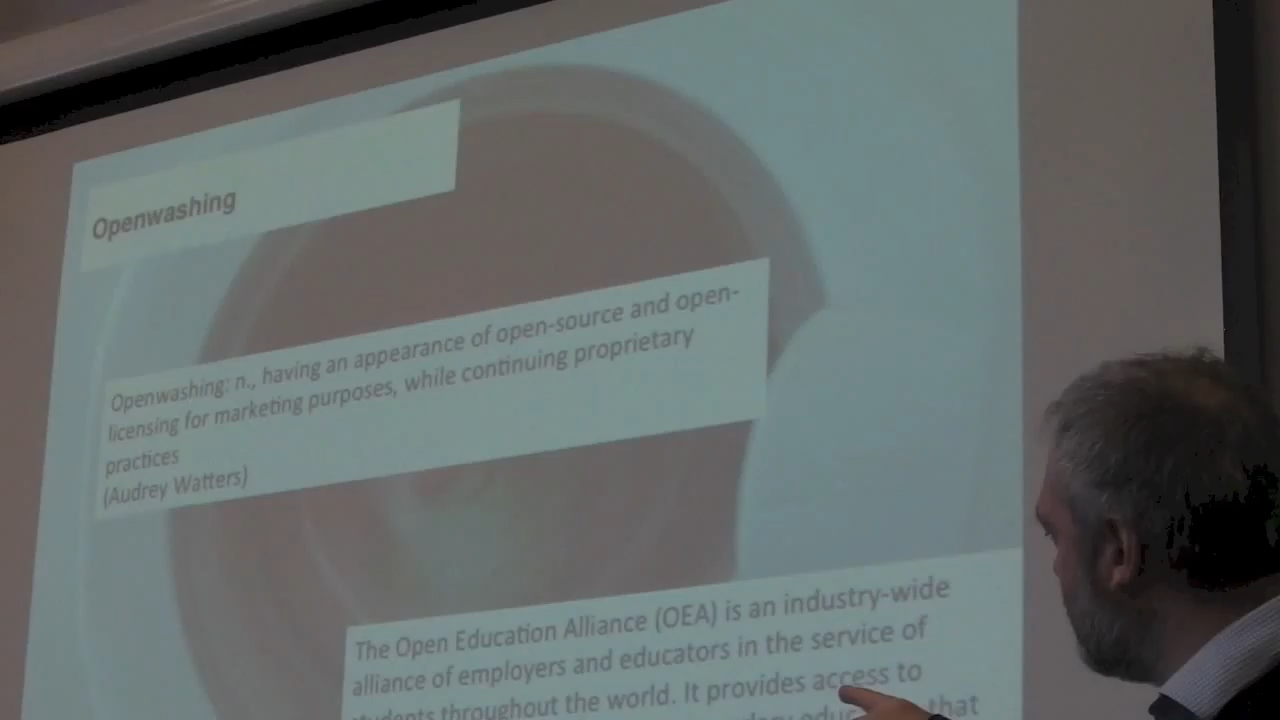 Openwashing
Openwashing: n., having an appearance of open-source and open-
licensing for marketing purposes, while continuing proprietary
practices
(Audrey Watters)
The Open Education Alliance (OEA) is an industry-wide
alliance of employers and educators in the service of
students throughout the world. It provides access to
that